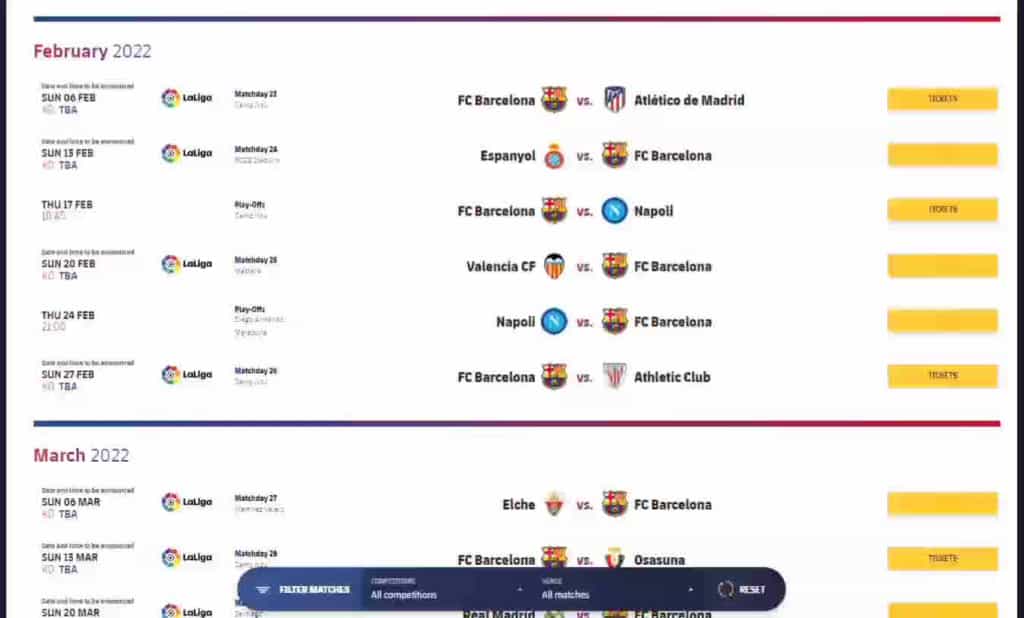 February 2022
Date and time to be announced
SUN 06 FEB
KO TBA
LaLiga
Matchday 23
Camp Nou
FC Barcelona vs. Atlético de Madrid
TICKETS
Date and time to be announced
SUN 13 FEB
KO TBA
LaLiga
Matchday 24
RCDE Stadium
Espanyol vs. FC Barcelona
THU 17 FEB
18:45
Play-Offs
Camp Nou
FC Barcelona vs. Napoli
TICKETS
Date and time to be announced
SUN 20 FEB
KO TBA
LaLiga
Matchday 25
Mestalla
Valencia CF vs. FC Barcelona
THU 24 FEB
21:00
Play-Offs
Diego Armando
Maradona
Napoli vs. FC Barcelona
Date and time to be announced
SUN 27 FEB
KO TBA
LaLiga
Matchday 26
Camp Nou
FC Barcelona vs. Athletic Club
TICKETS
March 2022
Date and time to be announced
SUN 06 MAR
KO TBA
LaLiga
Matchday 27
Martínez Valero
Elche vs. FC Barcelona
Date and time to be announced
SUN 13 MAR
KO TBA
LaLiga
Matchday 28
Camp Nou
FC Barcelona vs. Osasuna
TICKETS
Date and time to be announced
SUN 20 MAR
LaLiga
Real Madrid FC Barcelona
FILTER MATCHES
COMPETITIONS
All competitions
VENUE
All matches
RESET